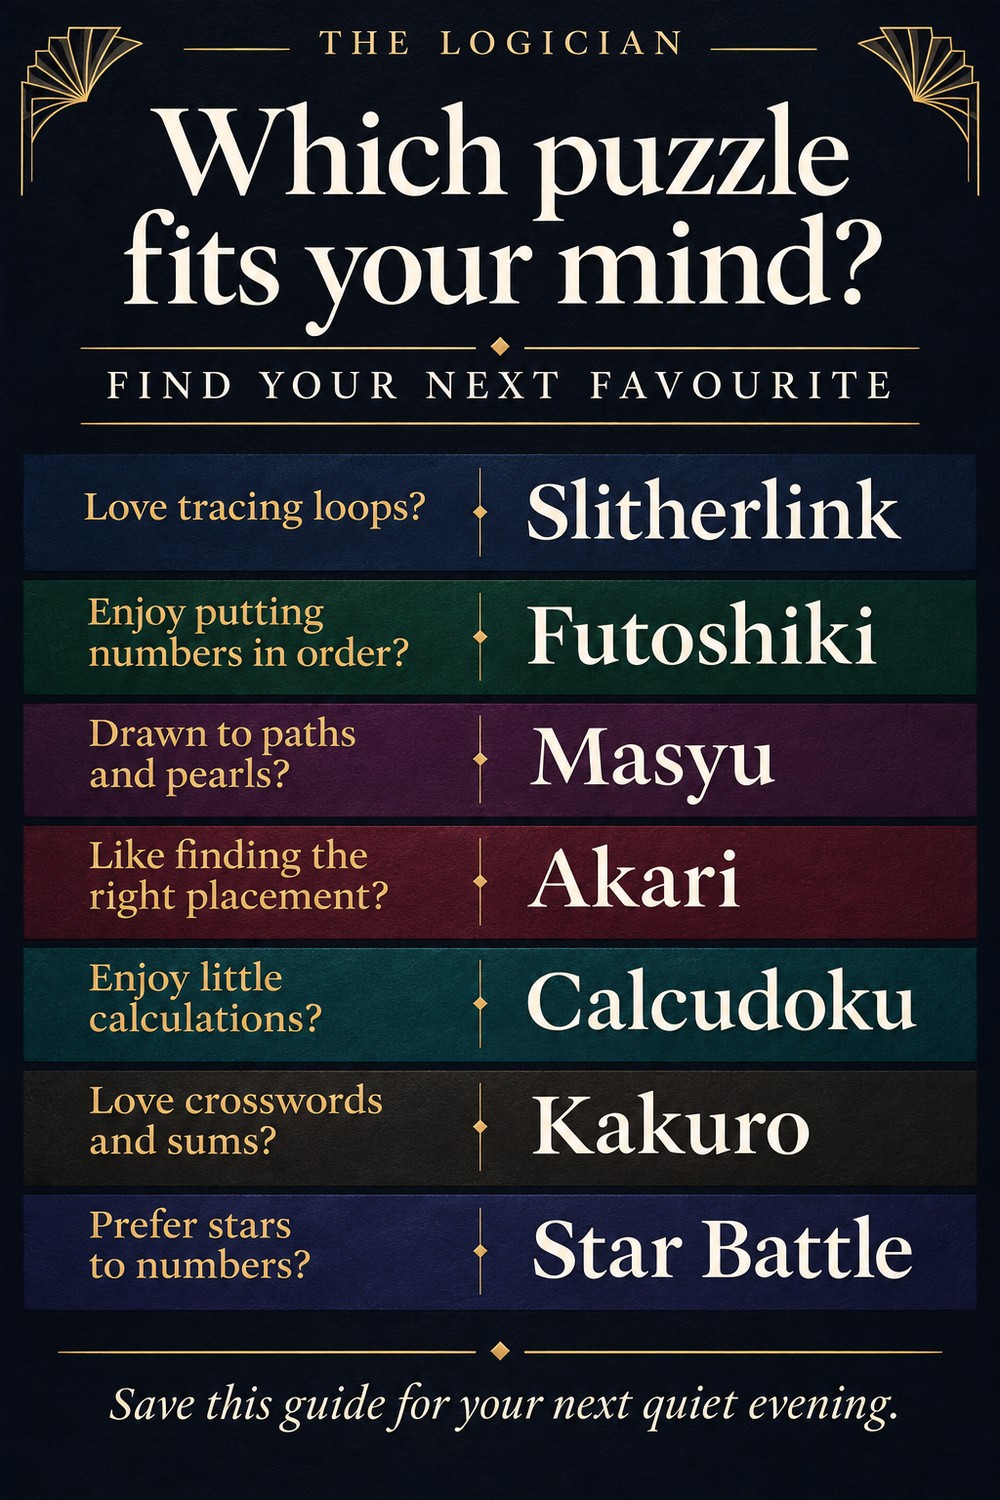 THE LOGICIAN
Which puzzle
fits your mind?
FIND YOUR NEXT FAVOURITE
Love tracing loops?
Slitherlink
Enjoy putting
numbers in order?
Futoshiki
Drawn to paths
and pearls?
Masyu
Like finding the
right placement?
Akari
Enjoy little
calculations?
Calcudoku
Love crosswords
and sums?
Kakuro
Prefer stars
to numbers?
Star Battle
Save this guide for your next quiet evening.